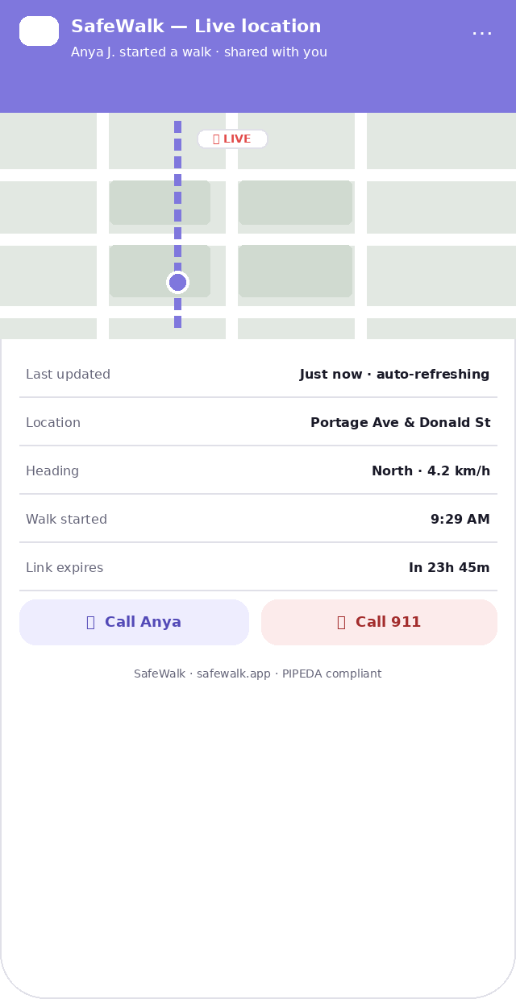 SafeWalk — Live location
...
Anya J. started a walk · shared with you
LIVE
Last updated Just now · auto-refreshing
Location Portage Ave & Donald St
Heading North · 4.2 km/h
Walk started 9:29 AM
Link expires In 23h 45m
Call Anya
Call 911
SafeWalk · safewalk.app · PIPEDA compliant